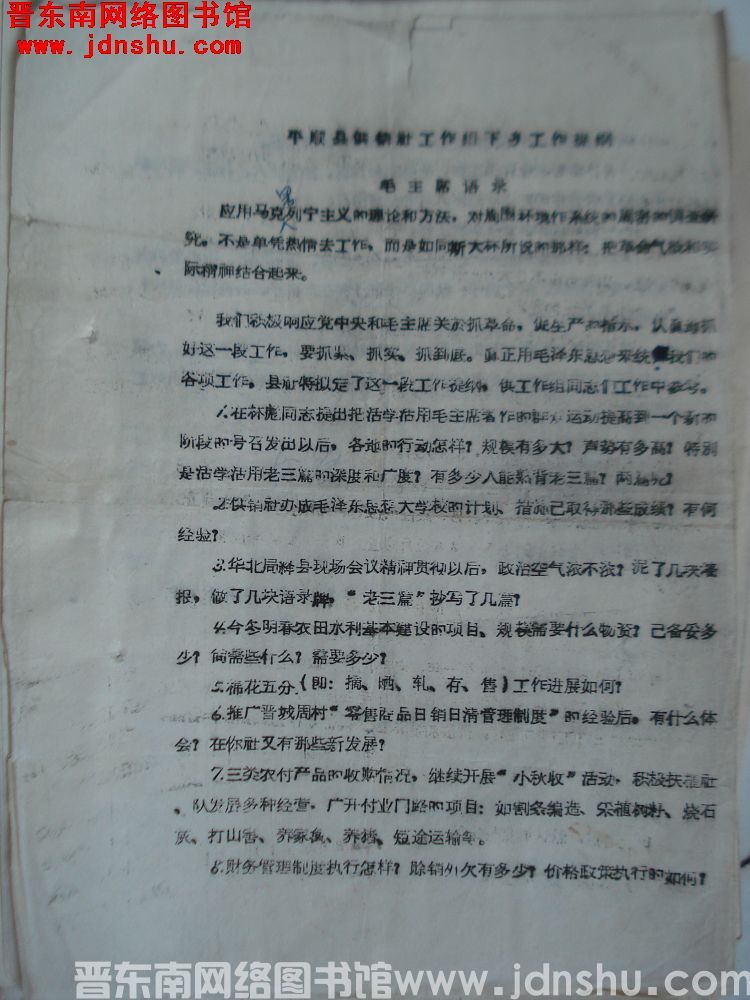 晋东南网络图书馆
www.jdnshu.com
平顺县供销社工作组下乡工作提纲
毛主席语录
应用马克思列宁主义的理论和方法，对周围环境作系统的周密的调查研
究。不是单凭热情去工作，而是如同斯大林所说的那样：把革命气概和实
际精神结合起来。
我们积极响应党中央和毛主席关於抓革命，促生产的指示，认真的抓
好这一段工作，要抓紧、抓实、抓到底。真正用毛泽东思想来统 我们的
各项工作。县社特拟定了这一段工作提纲，供工作组同志们工作中参考。
1.在林彪同志提出把活学活用毛主席著作的群众运动提高到一个新的
阶段的号召发出以后，各地的行动怎样？规模有多大？声势有多高？特别
是活学活用老三篇的深度和广度？有多少人能熟背老三篇？两篇呢？
2.供销社办成毛泽东思想大学校的计划、措施已取得那些成绩？有何
经验？
3.华北局绛县现场会议精神贯彻以后，政治空气浓不浓？泥了几块墙
报，做了几块语录牌，“老三篇”抄写了几篇？
4.今冬明春农田水利基本建设的项目、规模需要什么物资？已备妥多
少？尚需些什么？需要多少？
5.棉花五分（即：摘、晒、轧、存、售）工作进展如何？
6.推广晋城周村“零售商品日销日清管理制度”的经验后，有什么体
会？在你社又有那些新发展？
7.三类农付产品的收购情况，继续开展“小秋收”活动，积极扶植社
、队发展多种经营，广开付业门路的项目：如割条编造、采植树籽、烧石
灰、打山香、养家兔、养猪、短途运输等。
8.财务管理制度执行怎样？赊销外欠有多少？价格政策执行的如何？
晋东南网络图书馆www.jdnshu.com